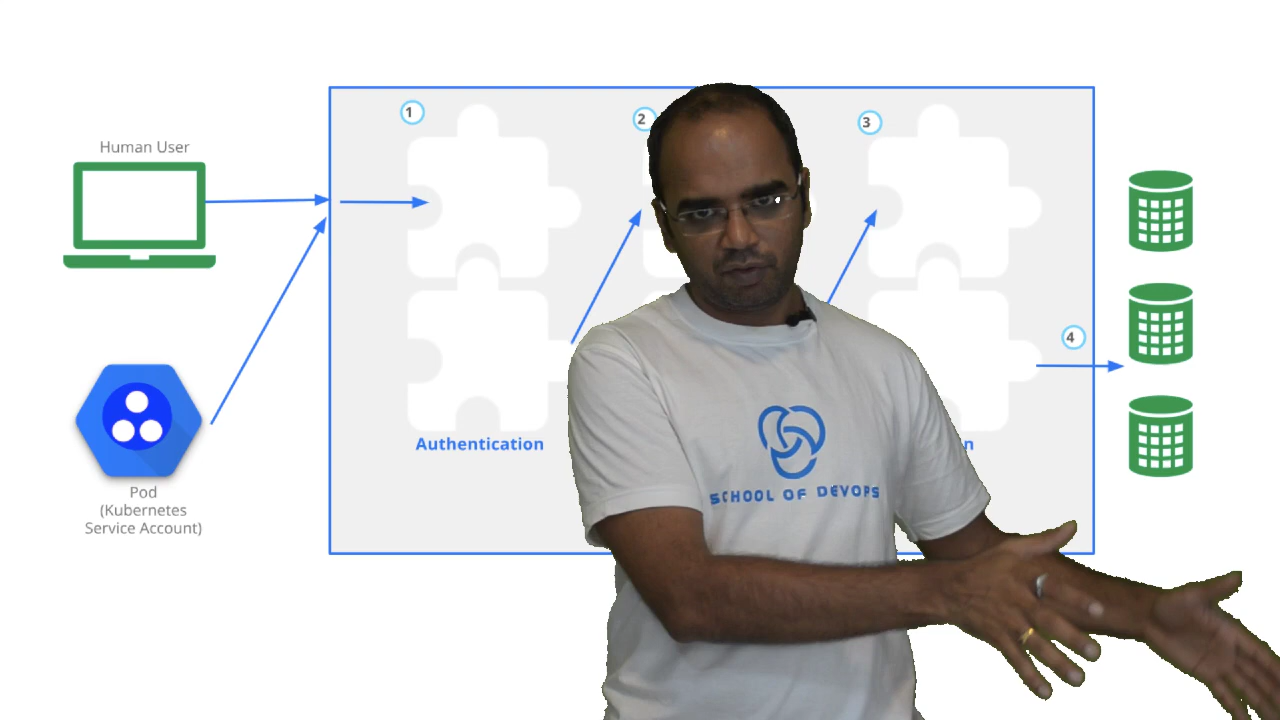 1
2
3
Human User
4
Authentication
n
SCHOOL OF DEVOPS
Pod
(Kubernetes
Service Account)